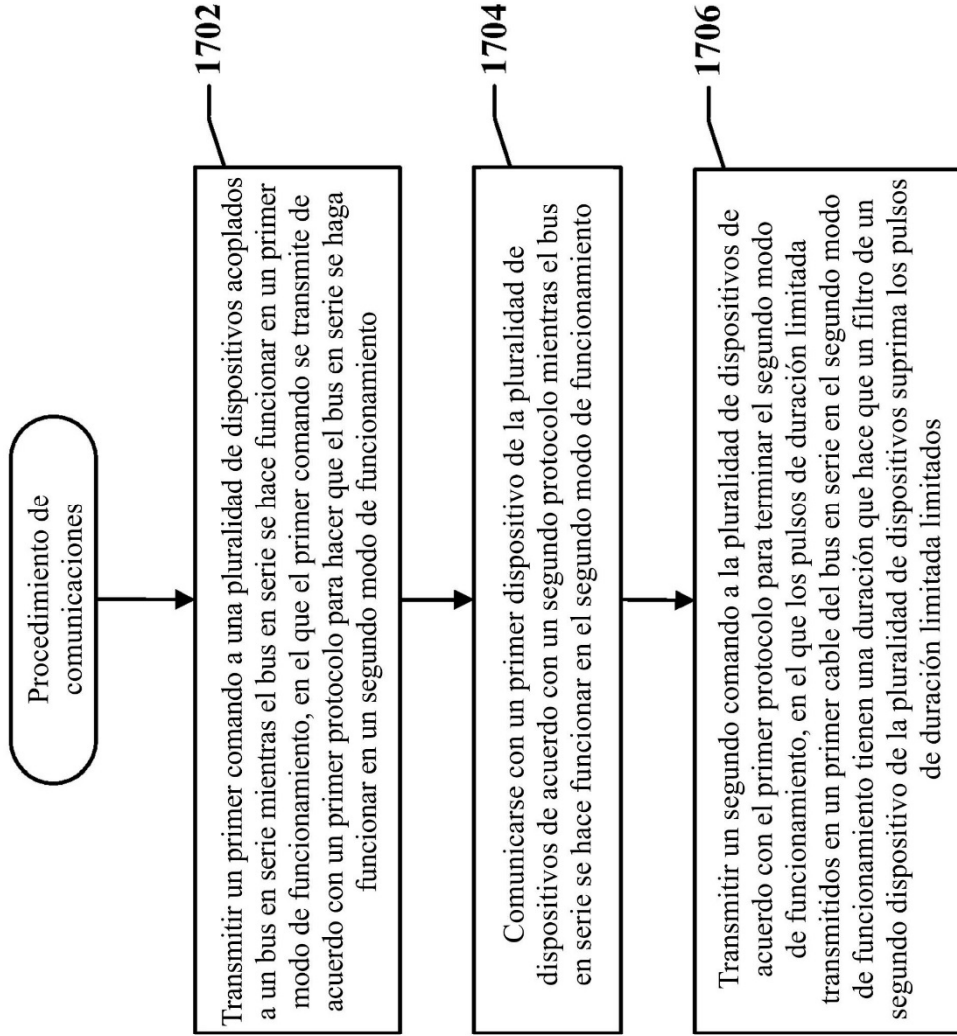 Procedimiento de
comunicaciones
1702
Transmitir un primer comando a una pluralidad de dispositivos acoplados
a un bus en serie mientras el bus en serie se hace funcionar en un primer
modo de funcionamiento, en el que el primer comando se transmite de
acuerdo con un primer protocolo para hacer que el bus en serie se haga
funcionar en un segundo modo de funcionamiento
1704
Comunicarse con un primer dispositivo de la pluralidad de
dispositivos de acuerdo con un segundo protocolo mientras el bus
en serie se hace funcionar en el segundo modo de funcionamiento
1706
Transmitir un segundo comando a la pluralidad de dispositivos de
acuerdo con el primer protocolo para terminar el segundo modo
de funcionamiento, en el que los pulsos de duración limitada
transmitidos en un primer cable del bus en serie en el segundo modo
de funcionamiento tienen una duración que hace que un filtro de un
segundo dispositivo de la pluralidad de dispositivos suprima los pulsos
de duración limitada limitados